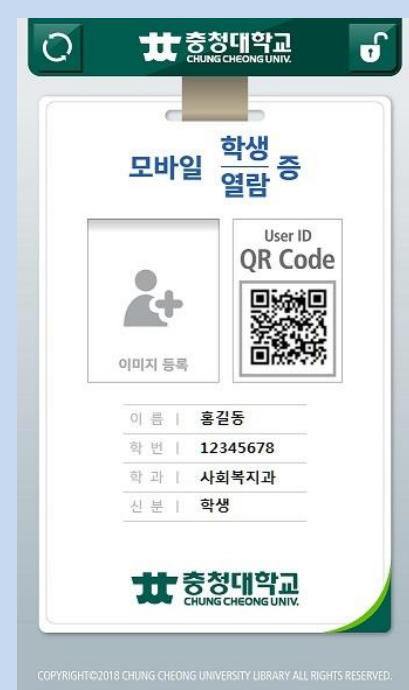 충청대학교
CHUNG CHEONG UNIV.
모바일 학생 증
열람
User ID
QR Code
이미지 등록
이 름 | 홍길동
학 번 | 12345678
학 과 | 사회복지과
신 분 | 학생
충청대학교
CHUNG CHEONG UNIV.
COPYRIGHT©2018 CHUNG CHEONG UNIVERSITY LIBRARY ALL RIGHTS RESERVED.